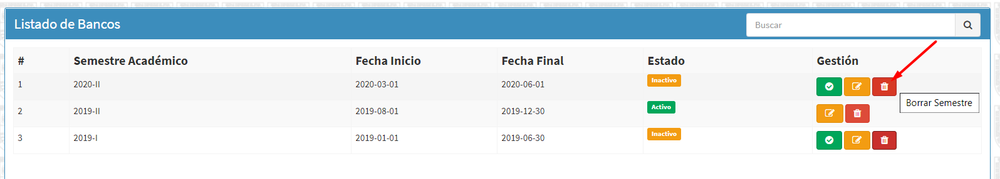 Listado de Bancos
Buscar
# Semestre Académico Fecha Inicio Fecha Final Estado Gestión
1 2020-II 2020-03-01 2020-06-01 Inactivo
Borrar Semestre
2 2019-II 2019-08-01 2019-12-30 Activo
3 2019-I 2019-01-01 2019-06-30 Inactivo